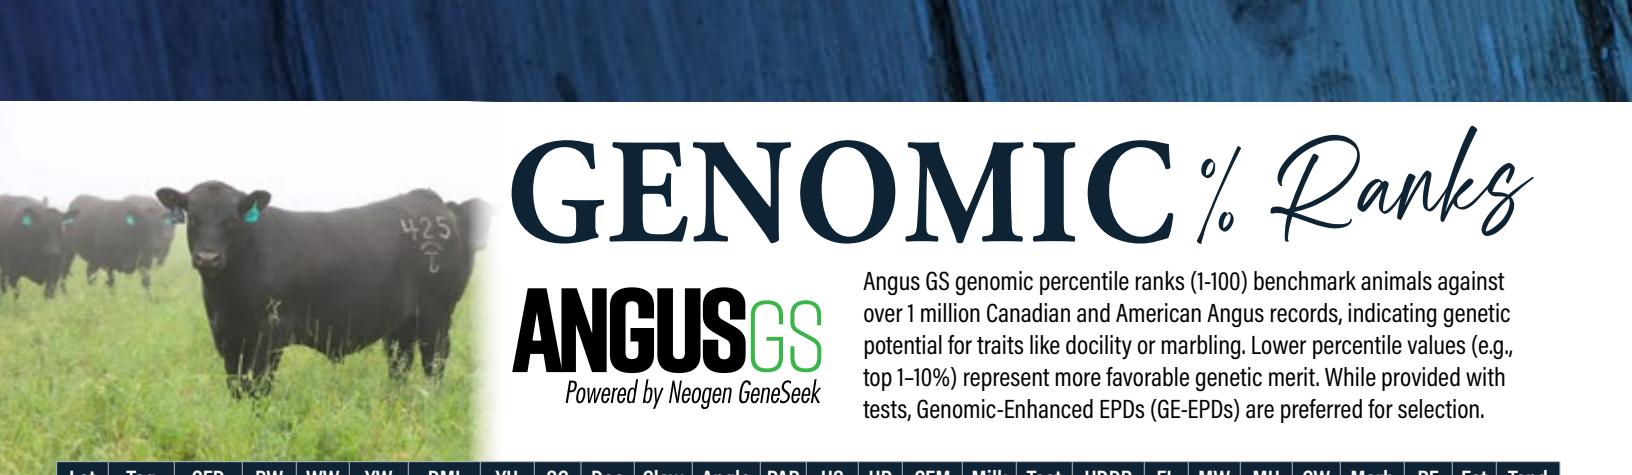 GENOMIC % Ranks
425
ANGUSGS
Powered by Neogen GeneSeek
Angus GS genomic percentile ranks (1-100) benchmark animals against
over 1 million Canadian and American Angus records, indicating genetic
potential for traits like docility or marbling. Lower percentile values (e.g.,
top 1–10%) represent more favorable genetic merit. While provided with
tests, Genomic-Enhanced EPDs (GE-EPDs) are preferred for selection.